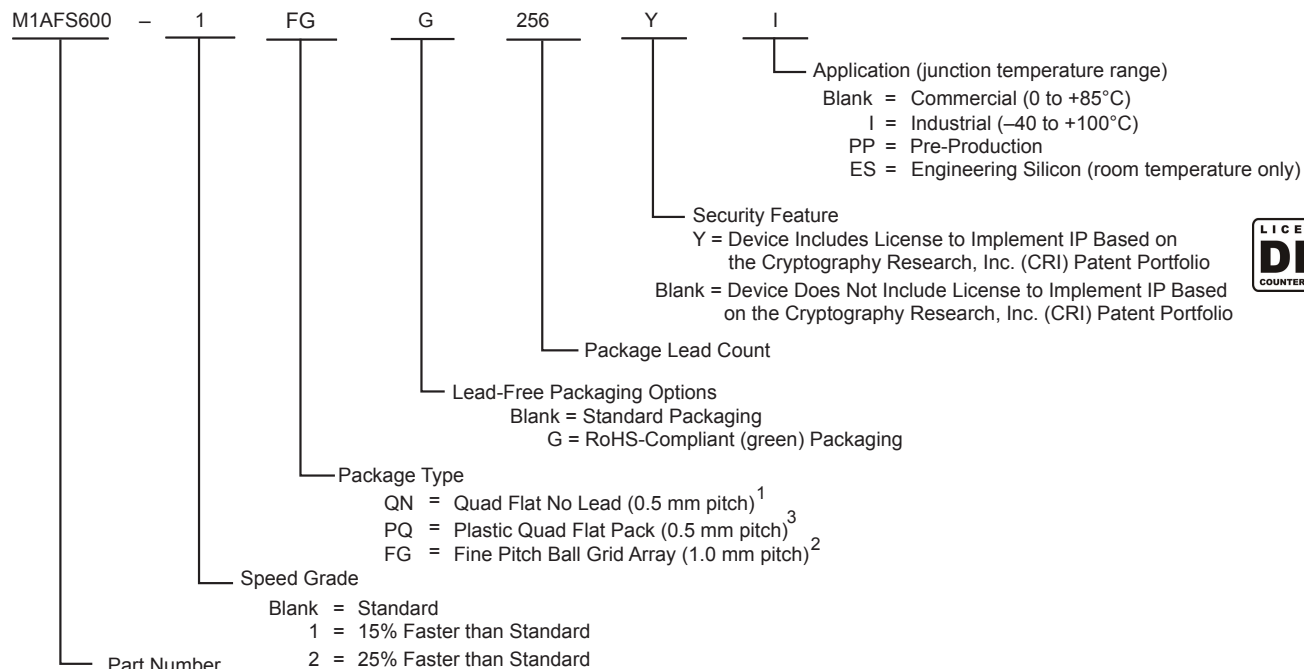 M1AFS600 – 1 FG G 256 Y I
Application (junction temperature range)
Blank = Commercial (0 to +85°C)
I = Industrial (–40 to +100°C)
PP = Pre-Production
ES = Engineering Silicon (room temperature only)
Security Feature
Y = Device Includes License to Implement IP Based on
the Cryptography Research, Inc. (CRI) Patent Portfolio
Blank = Device Does Not Include License to Implement IP Based
on the Cryptography Research, Inc. (CRI) Patent Portfolio
Package Lead Count
Lead-Free Packaging Options
Blank = Standard Packaging
G = RoHS-Compliant (green) Packaging
Package Type
QN = Quad Flat No Lead (0.5 mm pitch)1
PQ = Plastic Quad Flat Pack (0.5 mm pitch)3
FG = Fine Pitch Ball Grid Array (1.0 mm pitch)2
Speed Grade
Blank = Standard
1 = 15% Faster than Standard
2 = 25% Faster than Standard
Part Number